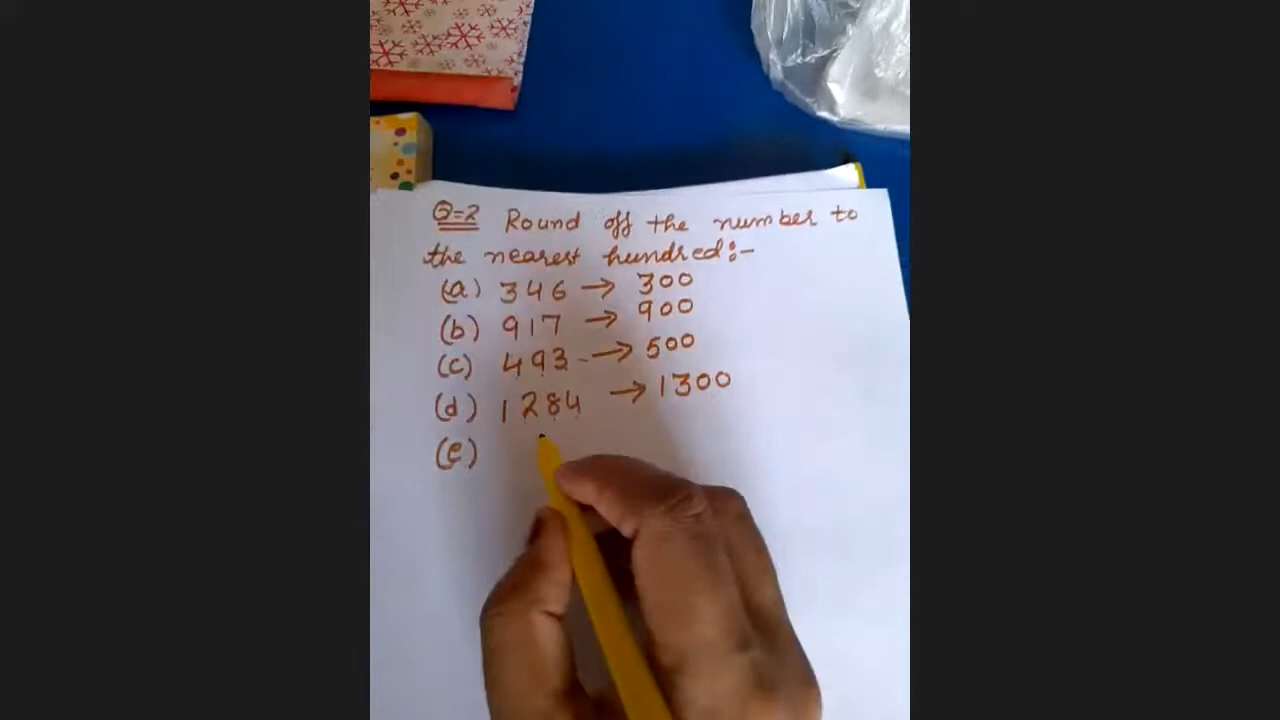 Q=2 Round off the number to
the nearest hundred:-
(a) 346 → 300
(b) 917 → 900
(c) 493 → 500
(d) 1284 → 1300
(e)